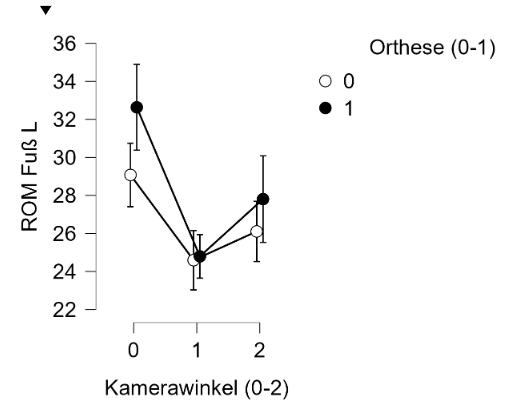 Orthese (0-1)
0
1
ROM Fuß L
36
34
32
30
28
26
24
22
0 1 2
Kamerawinkel (0-2)